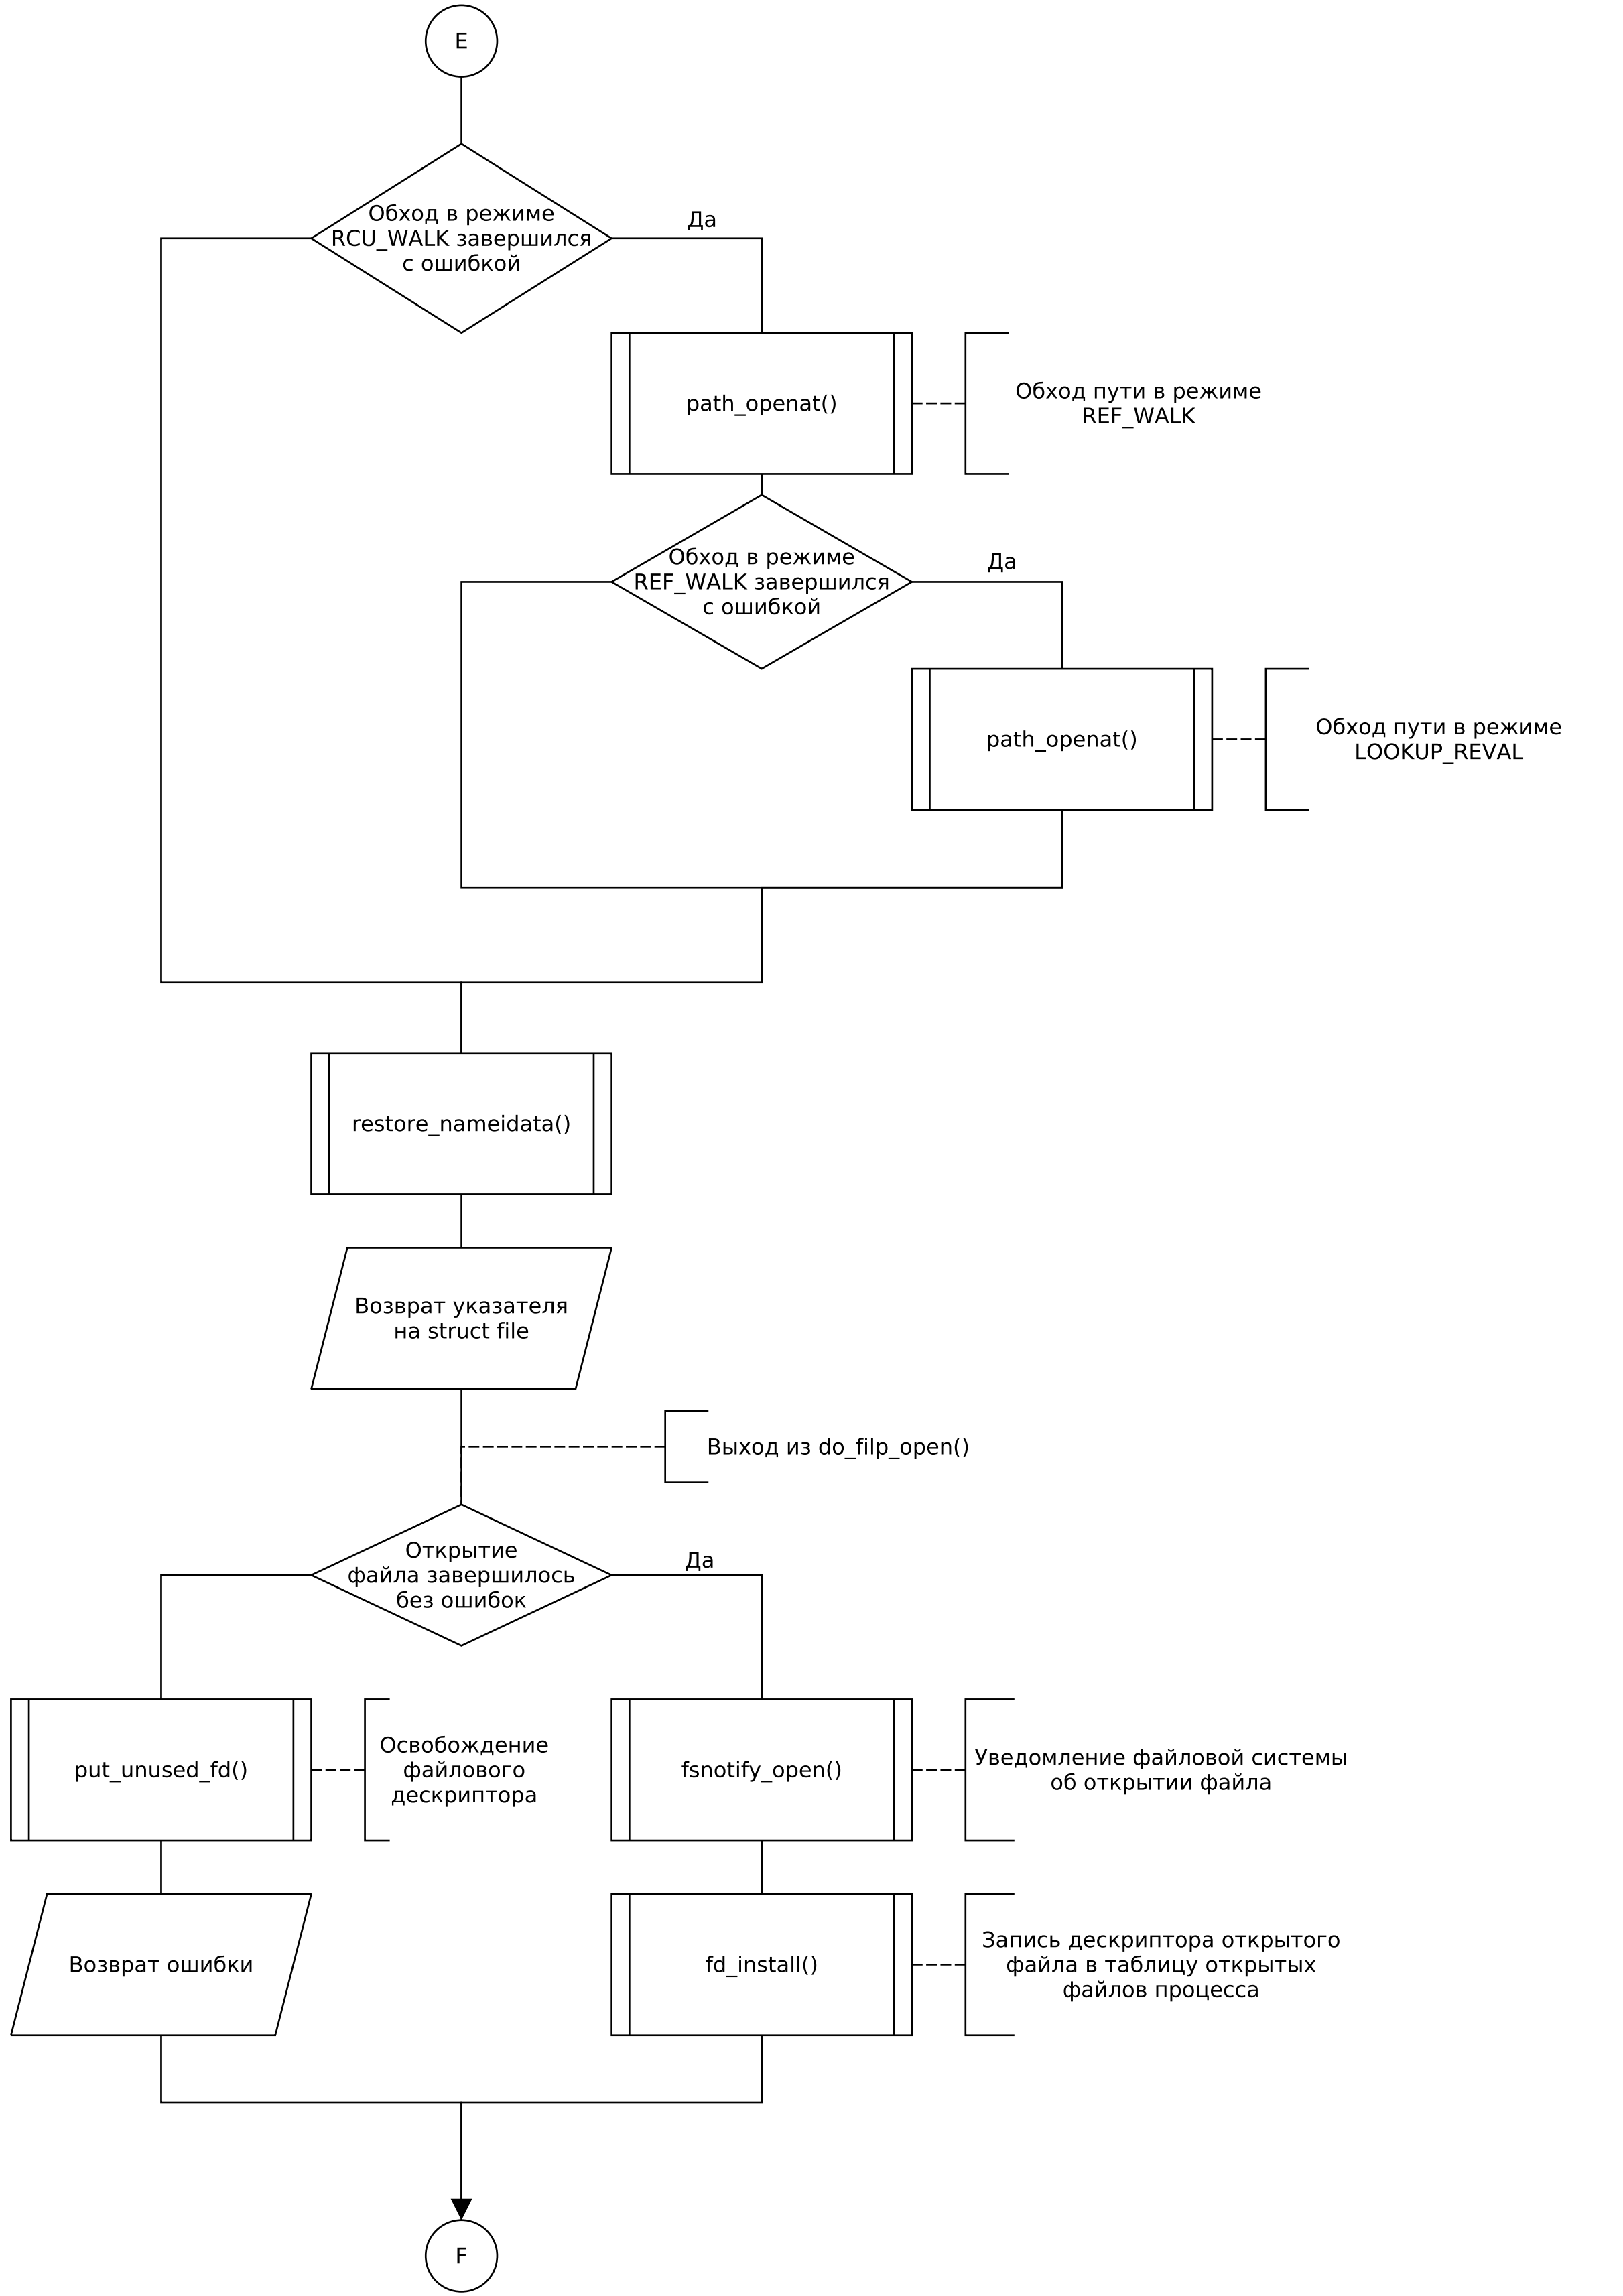 E
Обход в режиме
RCU_WALK завершился
с ошибкой
Да
path_openat()
Обход пути в режиме
REF_WALK
Обход в режиме
REF_WALK завершился
с ошибкой
Да
path_openat()
Обход пути в режиме
LOOKUP_REVAL
restore_nameidata()
Возврат указателя
на struct file
Выход из do_filp_open()
Открытие
файла завершилось
без ошибок
Да
put_unused_fd()
Освобождение
файлового
дескриптора
fsnotify_open()
Уведомление файловой системы
об открытии файла
Возврат ошибки
fd_install()
Запись дескриптора открытого
файла в таблицу открытых
файлов процесса
F